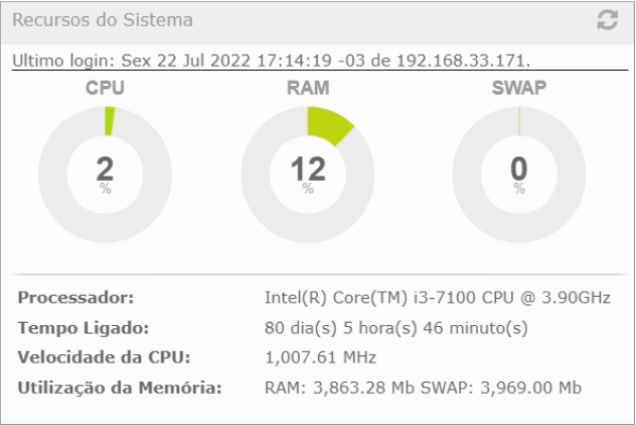 Recursos do Sistema
Ultimo login: Sex 22 Jul 2022 17:14:19 -03 de 192.168.33.171.
CPU RAM SWAP
2 12 0
% % %
Processador: Intel(R) Core(TM) i3-7100 CPU @ 3.90GHz
Tempo Ligado: 80 dia(s) 5 hora(s) 46 minuto(s)
Velocidade da CPU: 1,007.61 MHz
Utilização da Memória: RAM: 3,863.28 Mb SWAP: 3,969.00 Mb